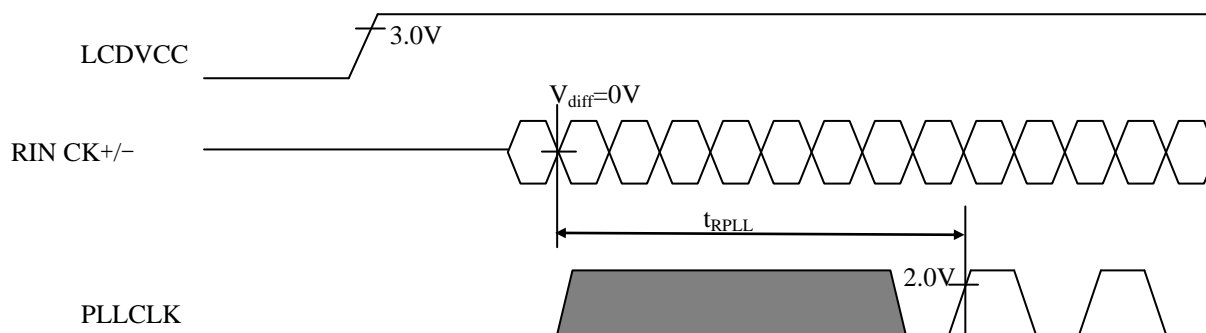 3.0V
LCDVCC
V_diff=0V
RIN CK+/−
t_RPLL
2.0V
PLLCLK